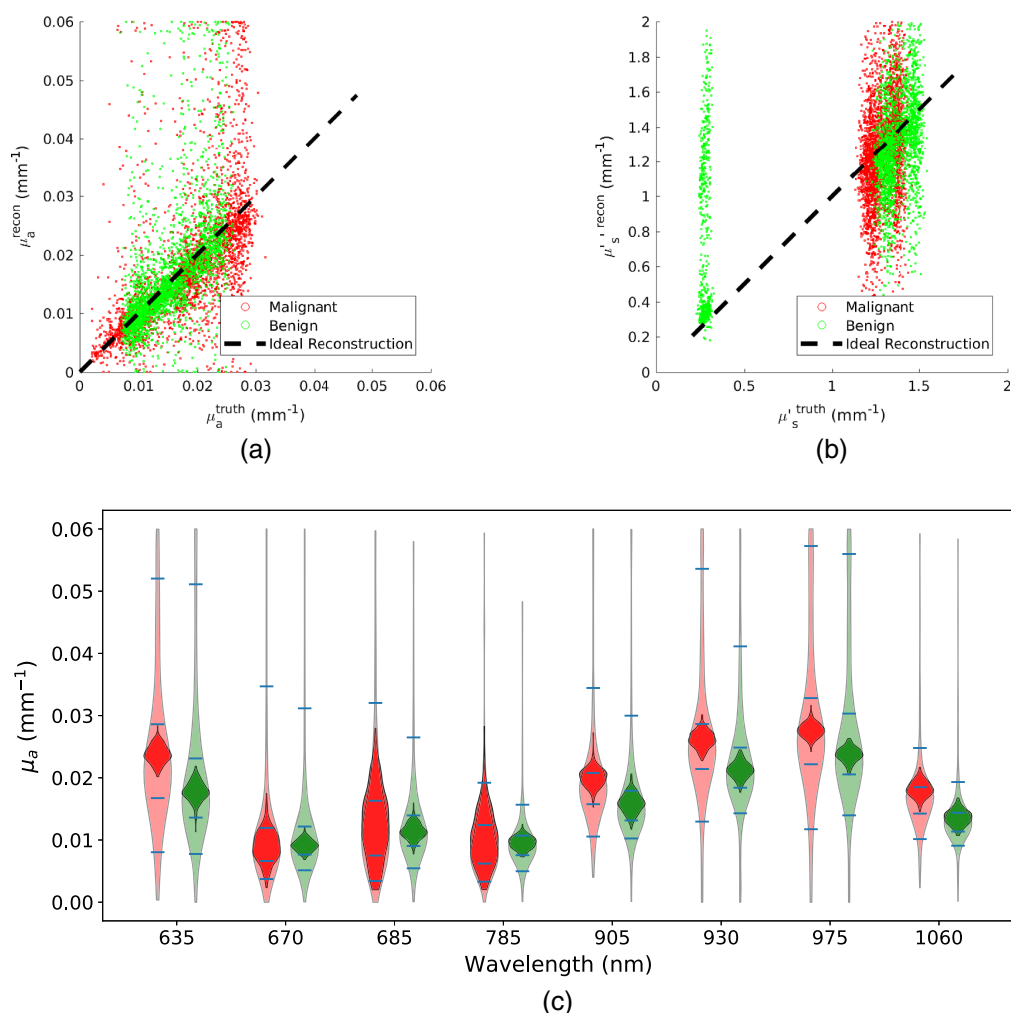 0.06
0.05
0.04
0.03
0.02
0.01
0
0.01
0.02
0.03
0.04
0.05
0.06
μa^recon (mm-1)
μa^truth (mm-1)
Malignant
Benign
Ideal Reconstruction
(a)
2
1.8
1.6
1.4
1.2
1
0.8
0.6
0.4
0.2
0
0
0.5
1
1.5
2
μ's'^recon (mm-1)
μ's^truth (mm-1)
Malignant
Benign
Ideal Reconstruction
(b)
0.06
0.05
0.04
0.03
0.02
0.01
0.00
μa (mm−1)
635
670
685
785
905
930
975
1060
Wavelength (nm)
(c)